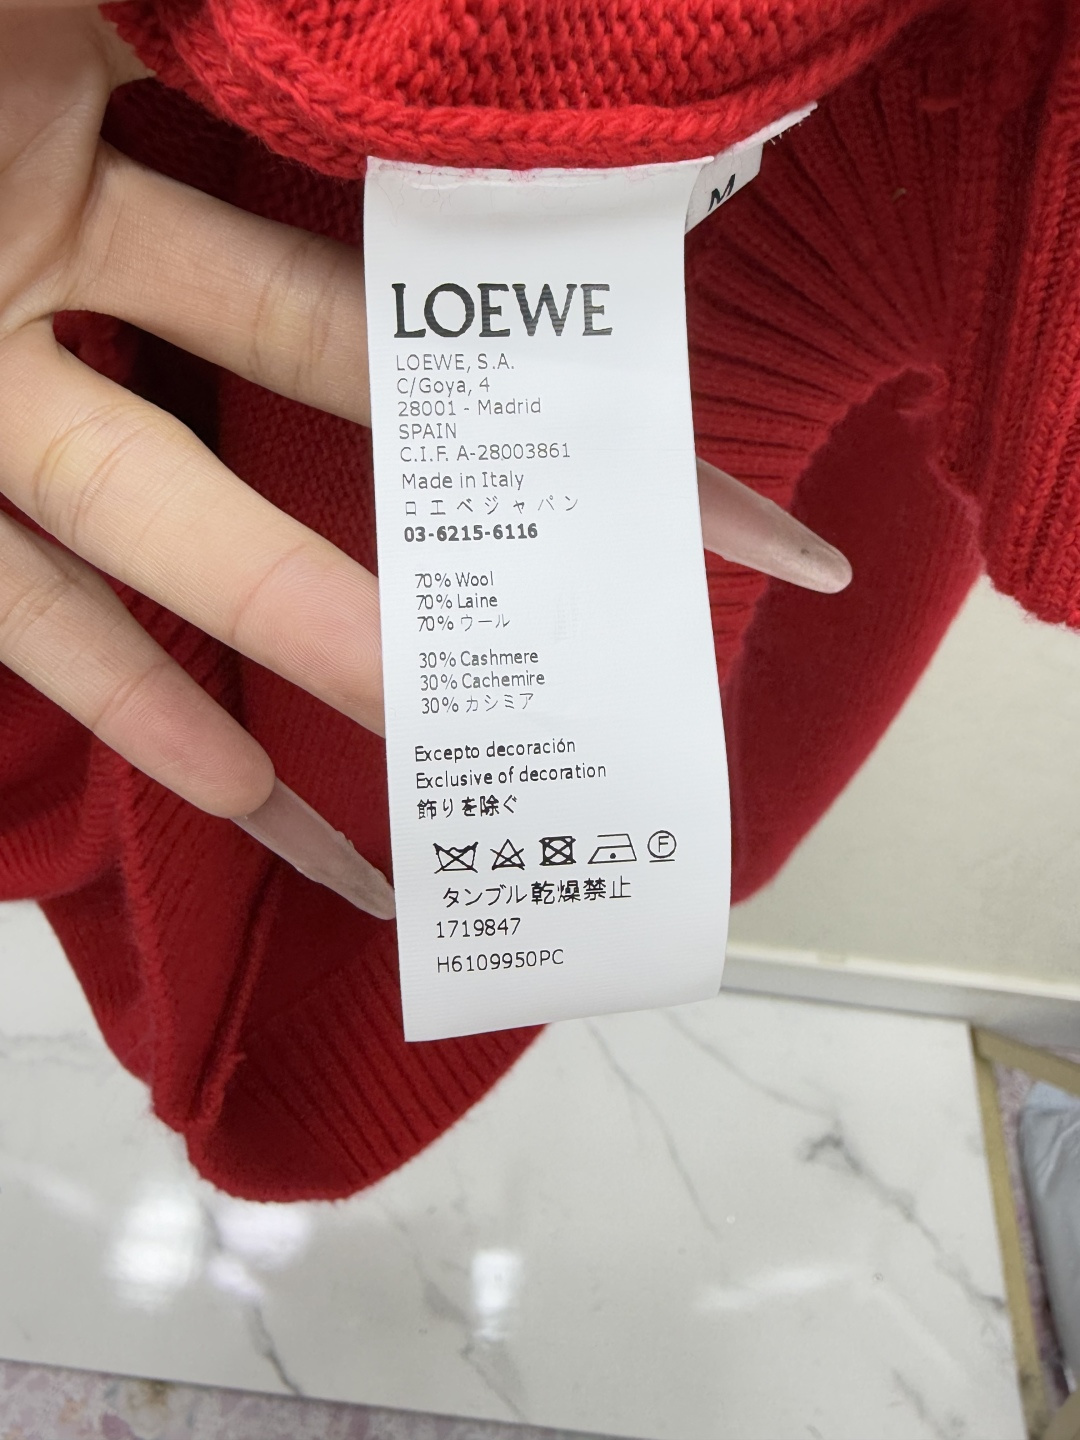 M
LOEWE
LOEWE, S.A.
C/Goya, 4
28001 - Madrid
SPAIN
C.I.F. A-28003861
Made in Italy
ロエベジャパン
03-6215-6116
70% Wool
70% Laine
70% ウール
30% Cashmere
30% Cachemire
30% カシミア
Excepto decoración
Exclusive of decoration
飾りを除ぐ
F
タンブル乾燥禁止
1719847
H6109950PC